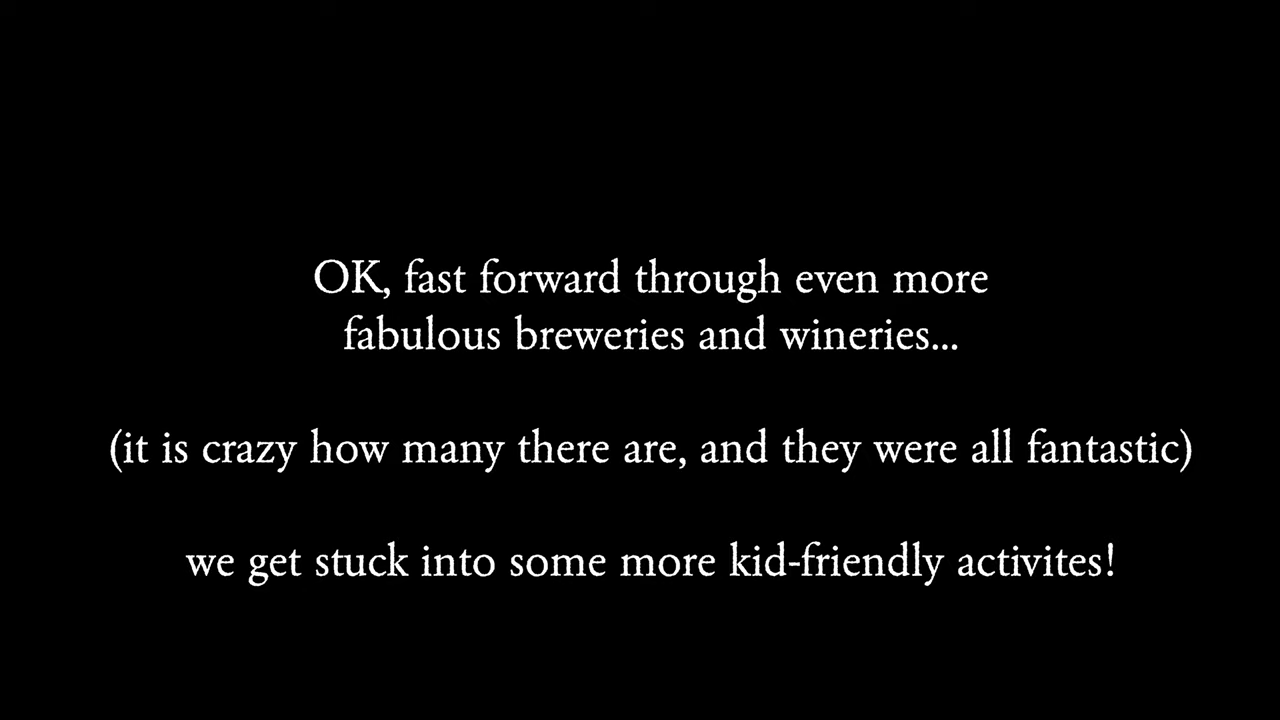 OK, fast forward through even more
fabulous breweries and wineries...
(it is crazy how many there are, and they were all fantastic)
we get stuck into some more kid-friendly activites!